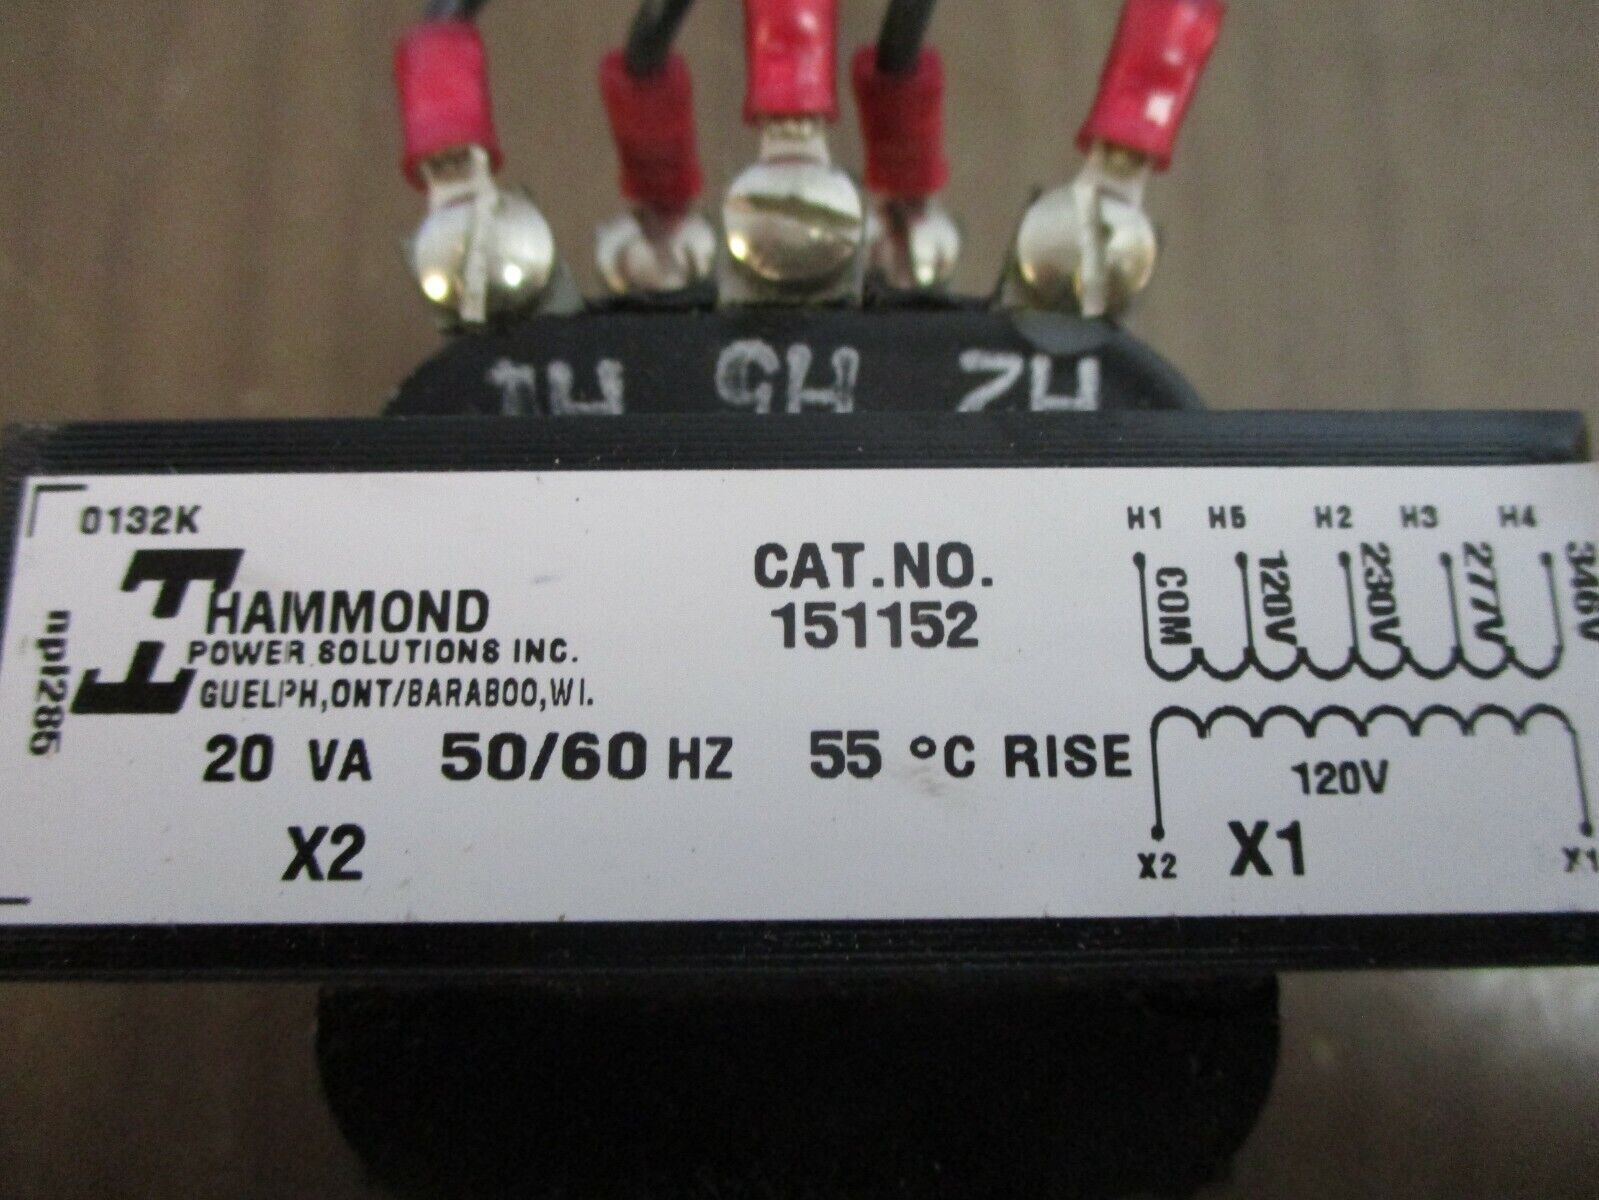 H1 H5 H2
0132K
HAMMOND
POWER SOLUTIONS INC.
GUELPH,ONT/BARABOO,WI.
npl285
CAT.NO.
151152
20 VA 50/60 HZ 55 °C RISE
X2 X1
H1 H5 H2 H3 H4
COM 120V 230V 277V 346V
120V
X2 X1